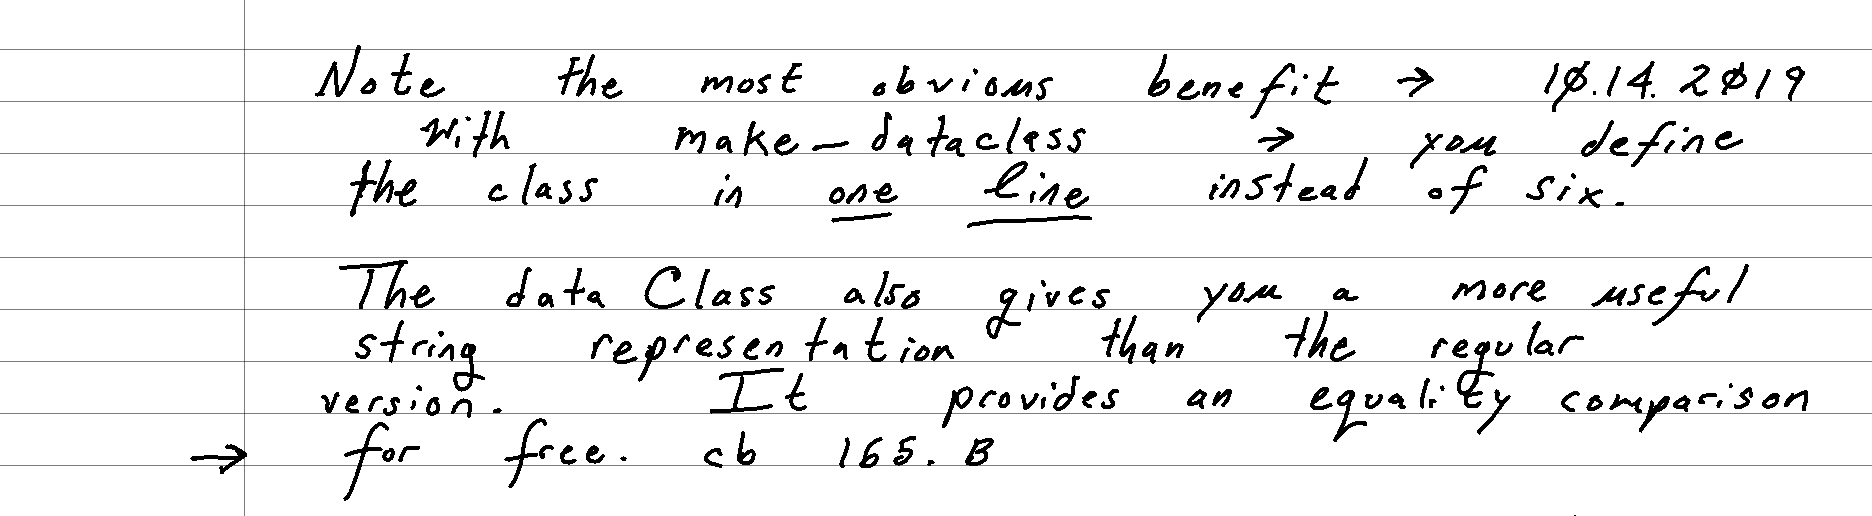 Note the most obvious benefit → 10.14.2019
with make_dataclass → you define
the class in one line instead of six.
The data Class also gives you a more useful
string representation than the regular
version. It provides an equality comparison
→ for free. cb 165.B